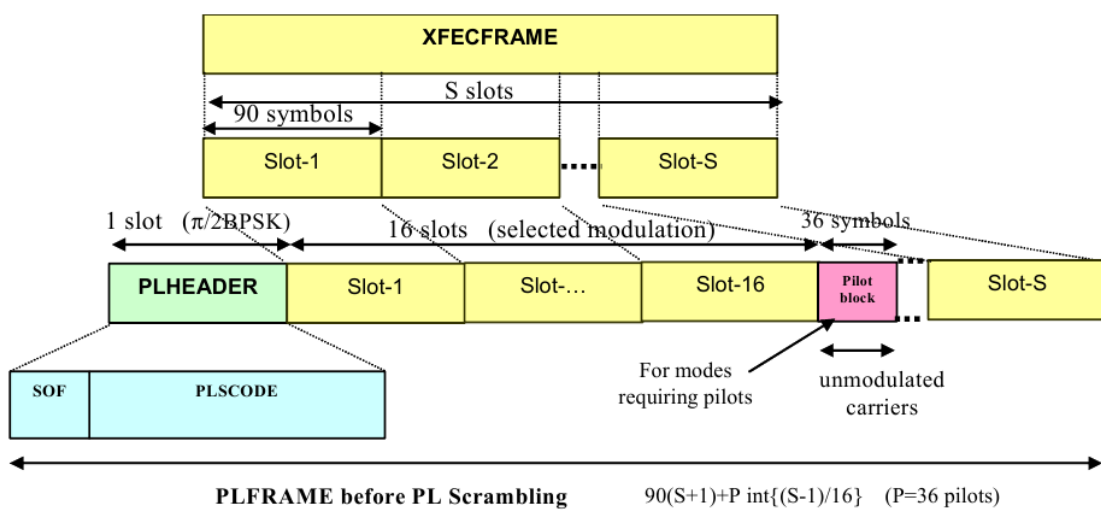 XFECFRAME
S slots
90 symbols
Slot-1 Slot-2 Slot-S
1 slot (π/2BPSK) 16 slots (selected modulation) 36 symbols
PLHEADER Slot-1 Slot-... Slot-16 Pilot block Slot-S
For modes
requiring pilots
unmodulated
carriers
SOF PLSCODE
PLFRAME before PL Scrambling 90(S+1)+P int{(S-1)/16} (P=36 pilots)